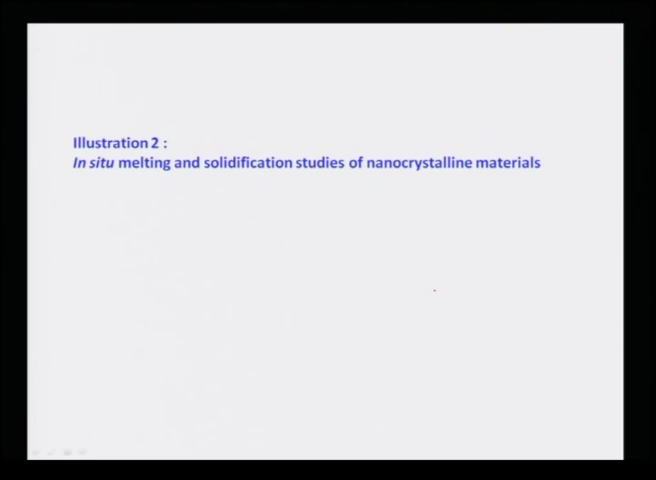 Illustration 2 :
In situ melting and solidification studies of nanocrystalline materials